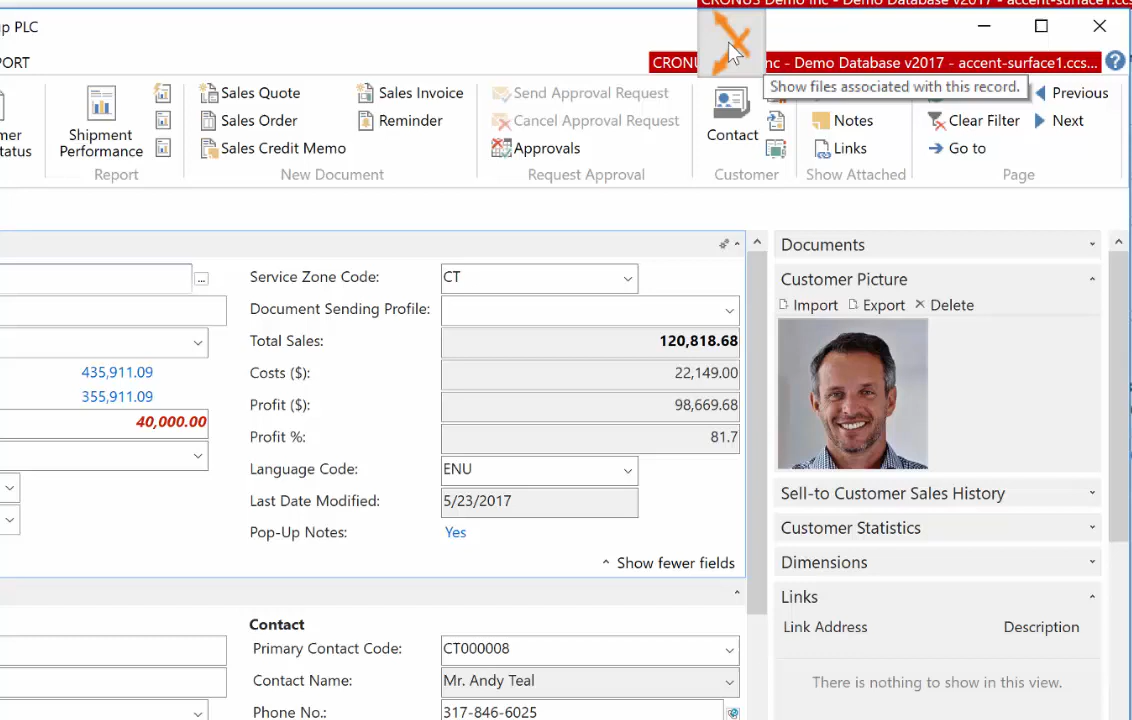 CRONUS Demo Inc - Demo Database v2017 - accent-surface1.ccs
up PLC
PORT
CRONU
nc - Demo Database v2017 - accent-surface1.ccs...
?
Show files associated with this record.
Sales Quote
Sales Invoice
Send Approval Request
Previous
Shipment
Performance
Sales Order
Reminder
Cancel Approval Request
Contact
Notes
Clear Filter
Next
tatus
Sales Credit Memo
Approvals
Links
Go to
Report
New Document
Request Approval
Customer
Show Attached
Page
Documents
...
Service Zone Code:
CT
Customer Picture
Document Sending Profile:
Import
Export
Delete
Total Sales:
120,818.68
435,911.09
Costs ($):
22,149.00
355,911.09
Profit ($):
98,669.68
40,000.00
Profit %:
81.7
Language Code:
ENU
Last Date Modified:
5/23/2017
Sell-to Customer Sales History
Pop-Up Notes:
Yes
Customer Statistics
Show fewer fields
Dimensions
Links
Contact
Link Address
Description
Primary Contact Code:
CT000008
Contact Name:
Mr. Andy Teal
There is nothing to show in this view.
Phone No.:
317-846-6025